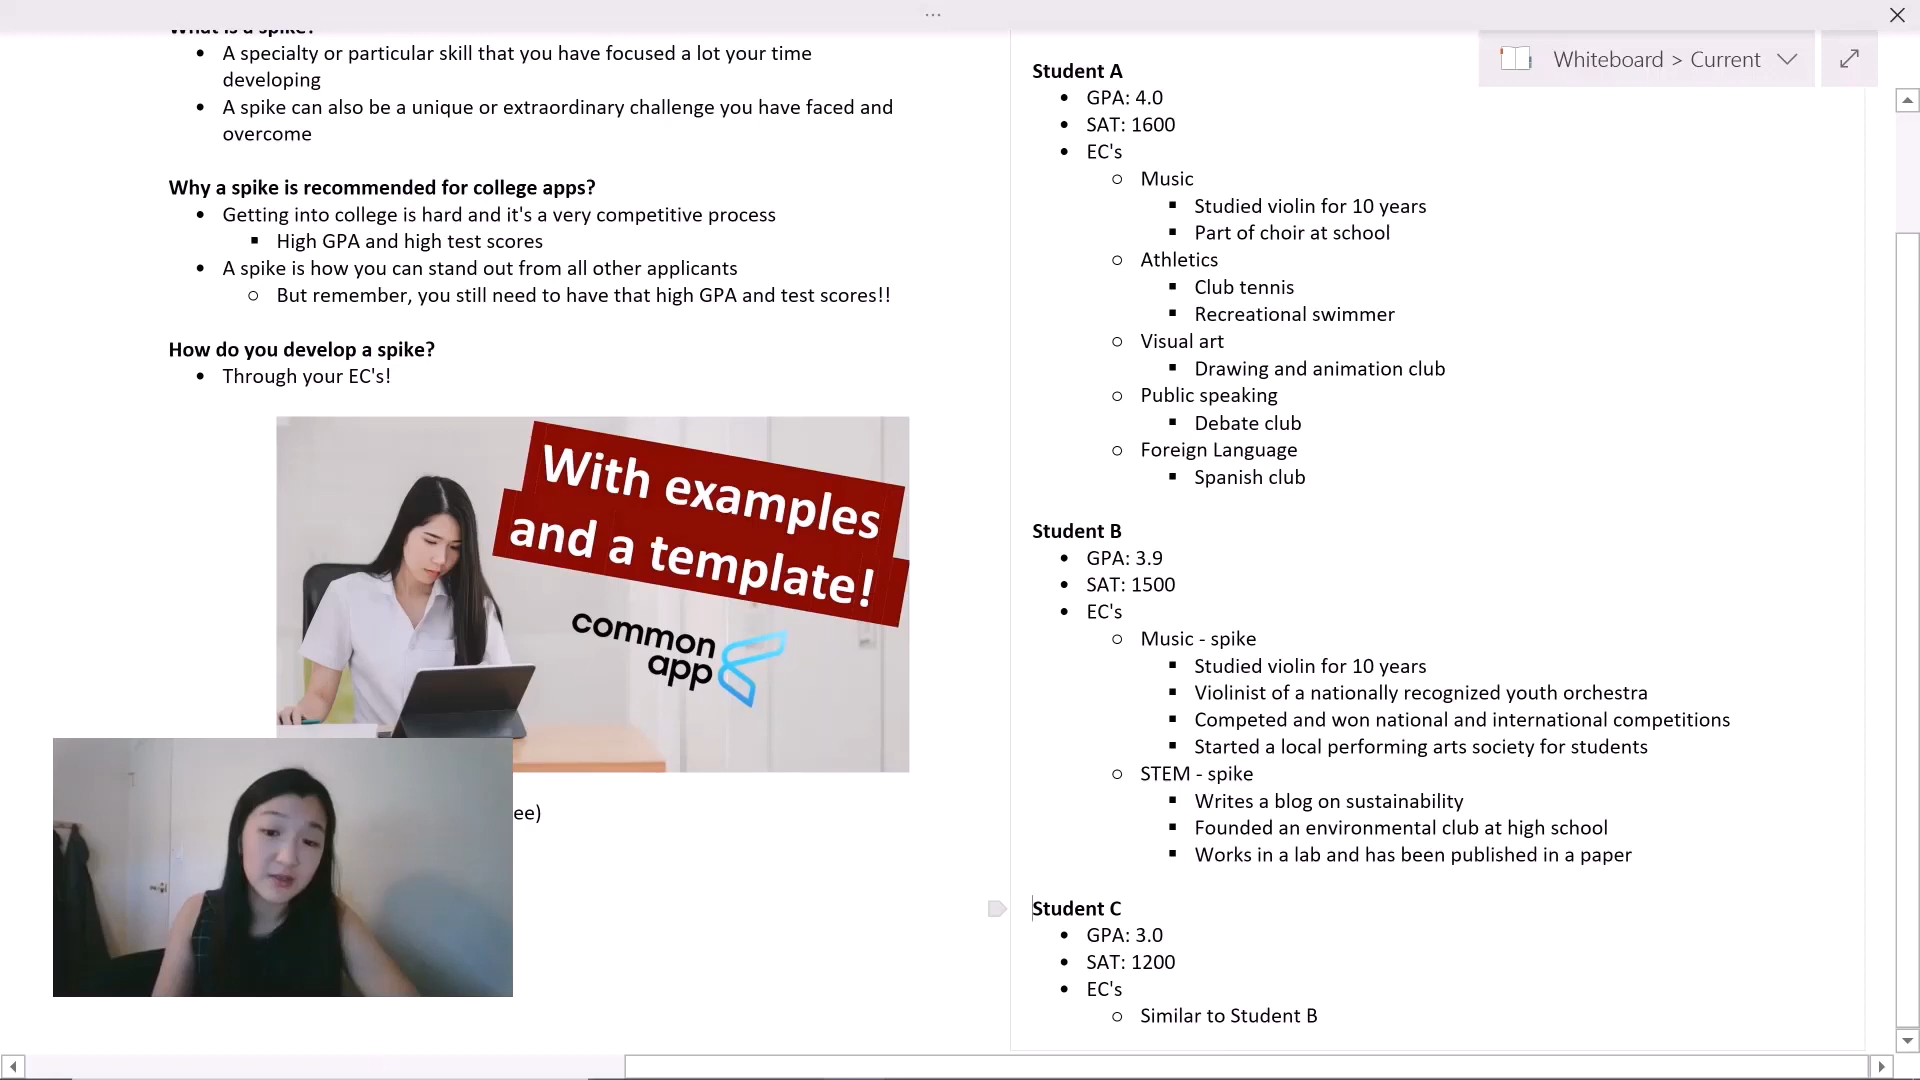 What is a spike?
A specialty or particular skill that you have focused a lot your time
developing
A spike can also be a unique or extraordinary challenge you have faced and
overcome
Why a spike is recommended for college apps?
Getting into college is hard and it's a very competitive process
High GPA and high test scores
A spike is how you can stand out from all other applicants
But remember, you still need to have that high GPA and test scores!!
How do you develop a spike?
Through your EC's!
With examples
and a template!
common
app
ee)
Whiteboard > Current
Student A
GPA: 4.0
SAT: 1600
EC's
Music
Studied violin for 10 years
Part of choir at school
Athletics
Club tennis
Recreational swimmer
Visual art
Drawing and animation club
Public speaking
Debate club
Foreign Language
Spanish club
Student B
GPA: 3.9
SAT: 1500
EC's
Music - spike
Studied violin for 10 years
Violinist of a nationally recognized youth orchestra
Competed and won national and international competitions
Started a local performing arts society for students
STEM - spike
Writes a blog on sustainability
Founded an environmental club at high school
Works in a lab and has been published in a paper
Student C
GPA: 3.0
SAT: 1200
EC's
Similar to Student B